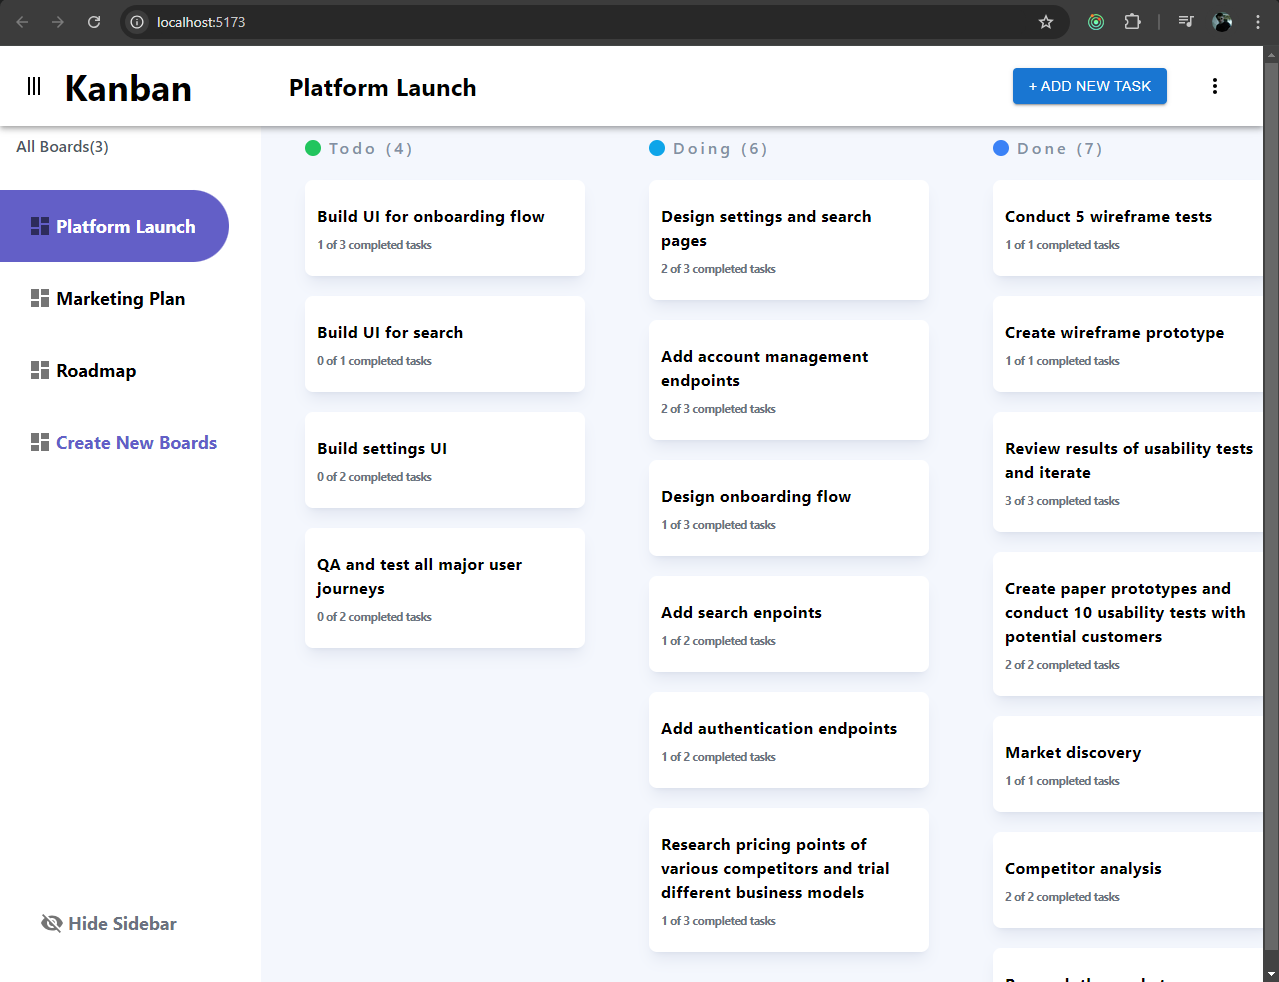 localhost:5173
Kanban
Platform Launch
+ ADD NEW TASK
All Boards(3)
Platform Launch
Marketing Plan
Roadmap
Create New Boards
Hide Sidebar
Todo (4)
Build UI for onboarding flow
1 of 3 completed tasks
Build UI for search
0 of 1 completed tasks
Build settings UI
0 of 2 completed tasks
QA and test all major user
journeys
0 of 2 completed tasks
Doing (6)
Design settings and search
pages
2 of 3 completed tasks
Add account management
endpoints
2 of 3 completed tasks
Design onboarding flow
1 of 3 completed tasks
Add search enpoints
1 of 2 completed tasks
Add authentication endpoints
1 of 2 completed tasks
Research pricing points of
various competitors and trial
different business models
1 of 3 completed tasks
Done (7)
Conduct 5 wireframe tests
1 of 1 completed tasks
Create wireframe prototype
1 of 1 completed tasks
Review results of usability tests
and iterate
3 of 3 completed tasks
Create paper prototypes and
conduct 10 usability tests with
potential customers
2 of 2 completed tasks
Market discovery
1 of 1 completed tasks
Competitor analysis
2 of 2 completed tasks